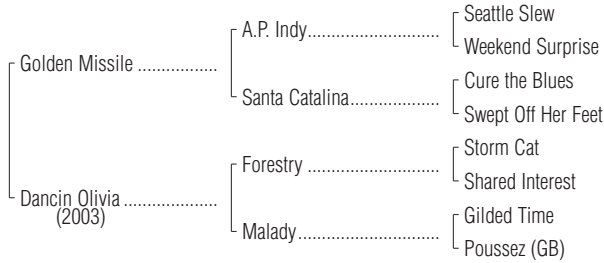 Seattle Slew
A.P. Indy
Weekend Surprise
Golden Missile
Cure the Blues
Santa Catalina
Swept Off Her Feet
Storm Cat
Forestry
Shared Interest
Dancin Olivia
(2003)
Gilded Time
Malady
Poussez (GB)